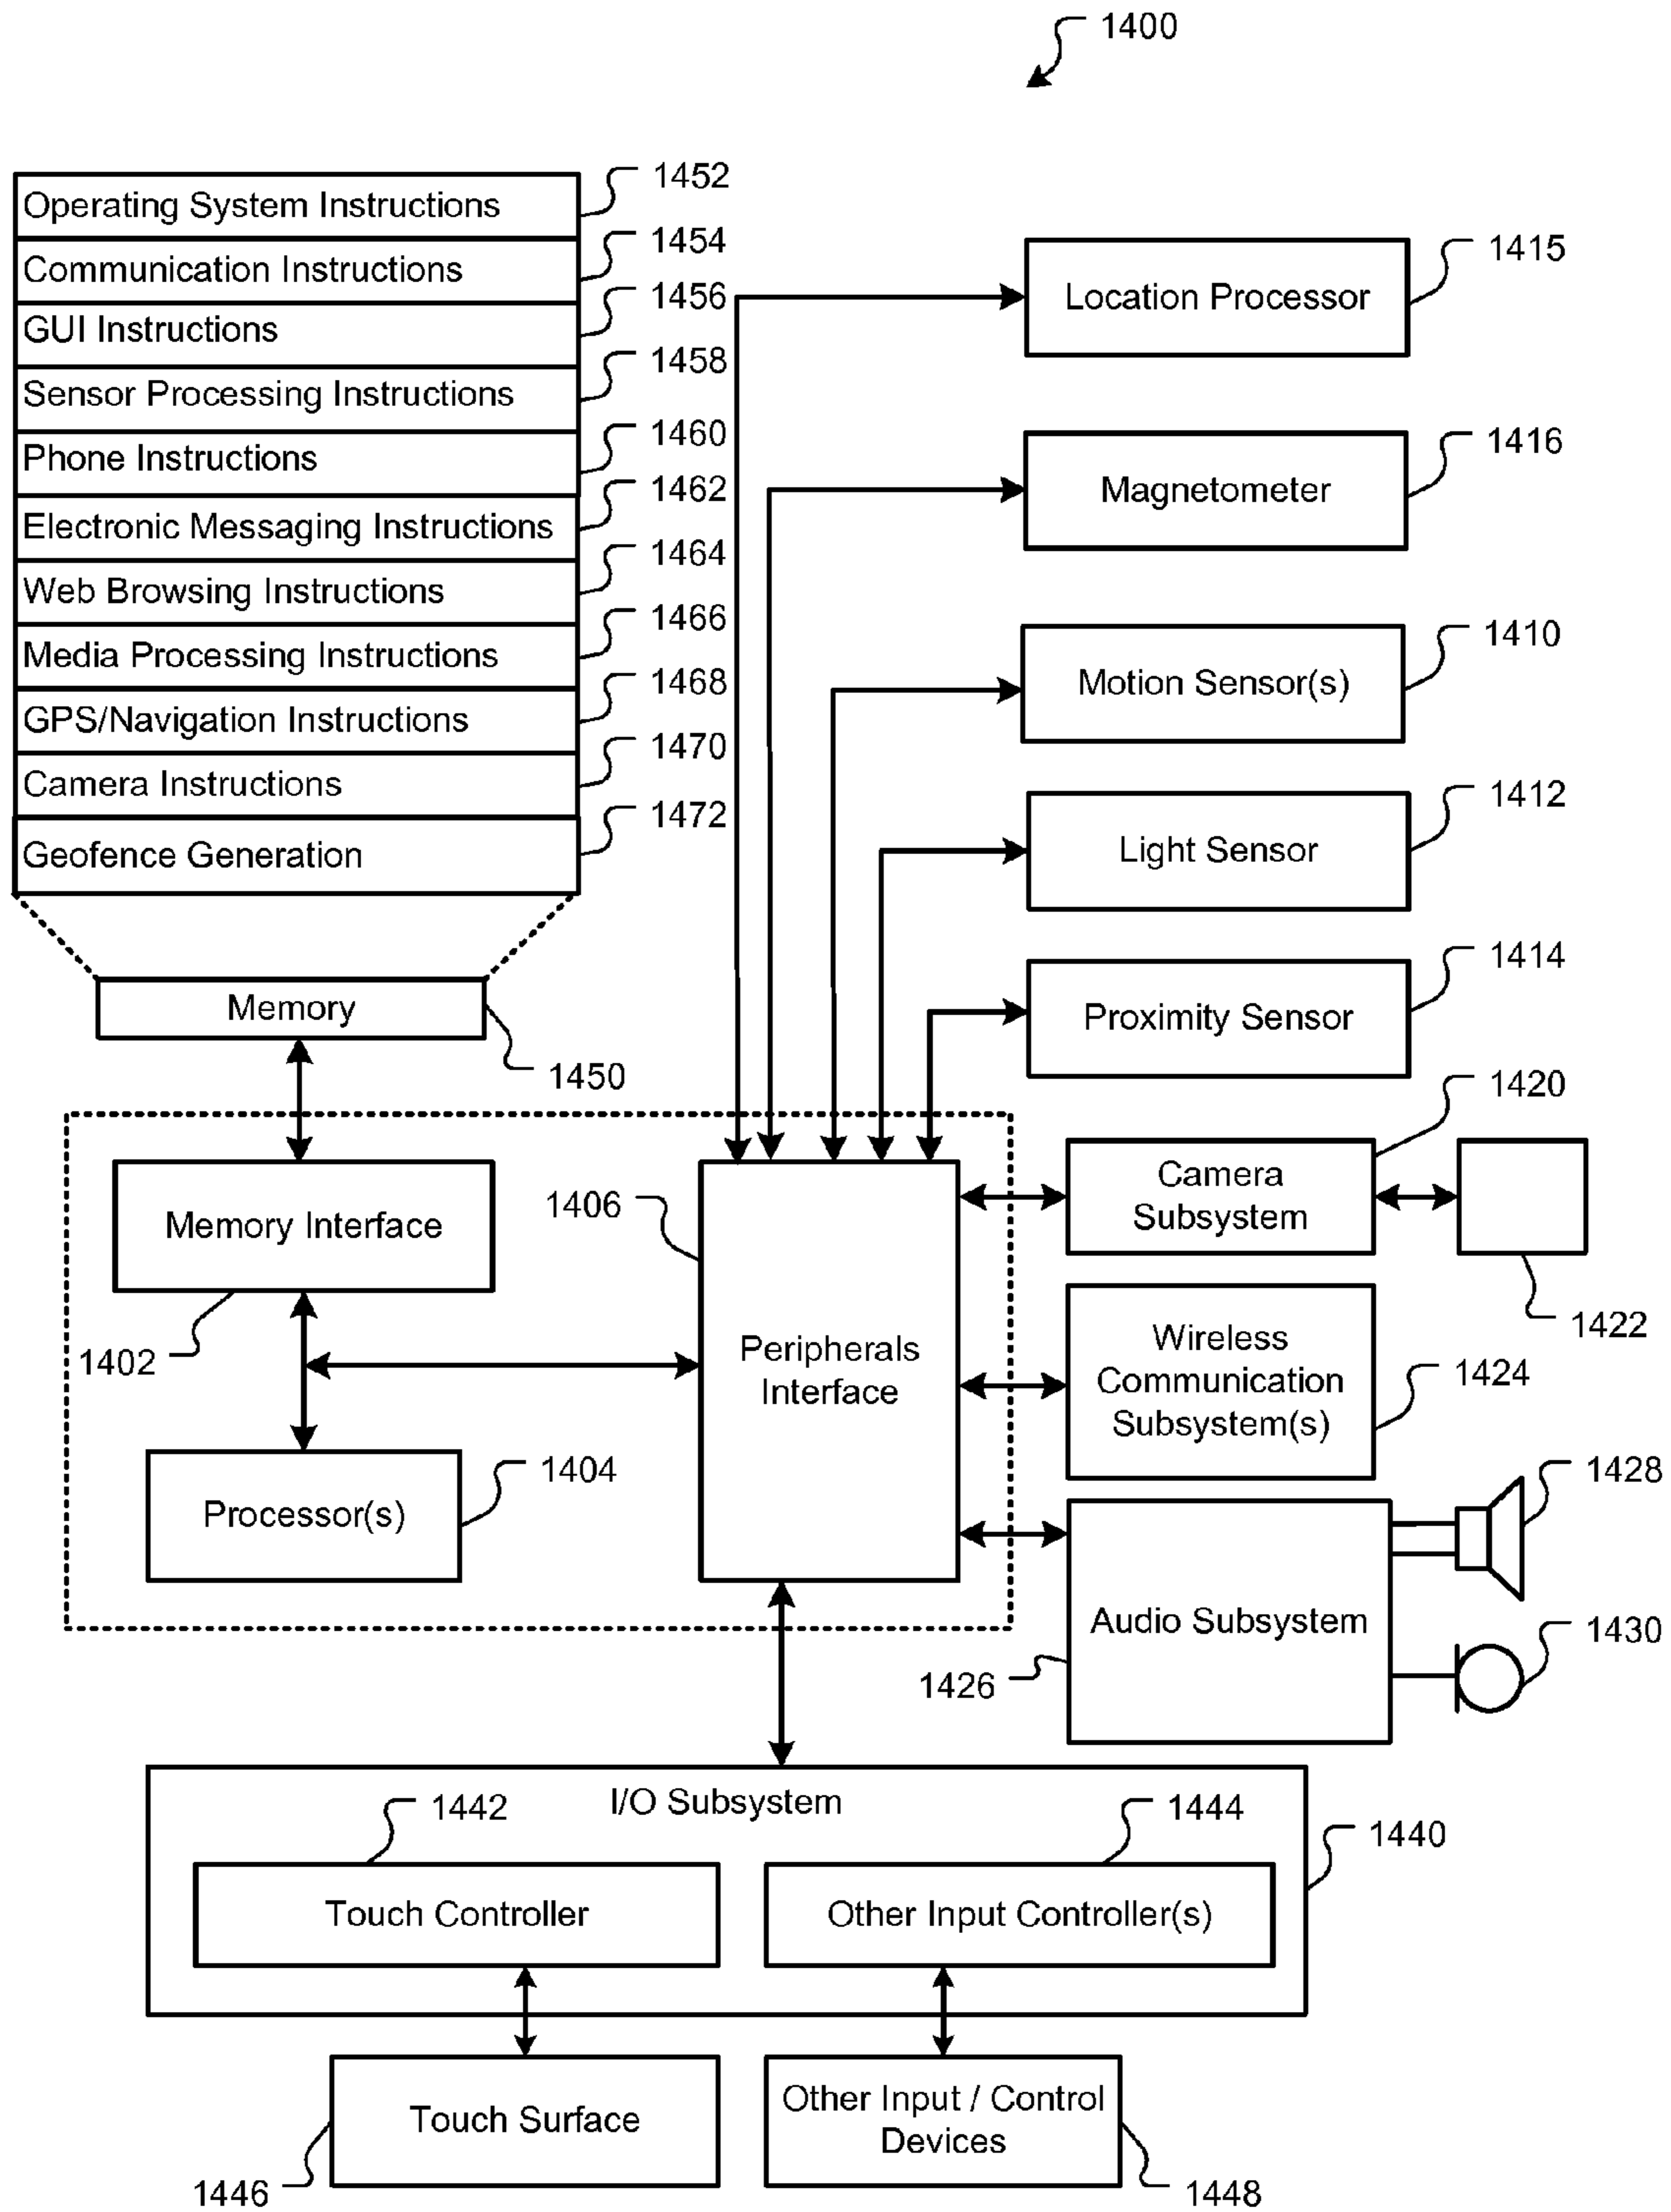 1400
Operating System Instructions
1452
Communication Instructions
1454
GUI Instructions
1456
Sensor Processing Instructions
1458
Phone Instructions
1460
Electronic Messaging Instructions
1462
Web Browsing Instructions
1464
Media Processing Instructions
1466
GPS/Navigation Instructions
1468
Camera Instructions
1470
Geofence Generation
1472
Memory
1450
Location Processor
1415
Magnetometer
1416
Motion Sensor(s)
1410
Light Sensor
1412
Proximity Sensor
1414
Memory Interface
1402
Processor(s)
1404
1406
Peripherals
Interface
Camera
Subsystem
1420
1422
Wireless
Communication
Subsystem(s)
1424
Audio Subsystem
1426
1428
1430
I/O Subsystem
1440
1442
Touch Controller
1444
Other Input Controller(s)
Touch Surface
1446
Other Input / Control
Devices
1448